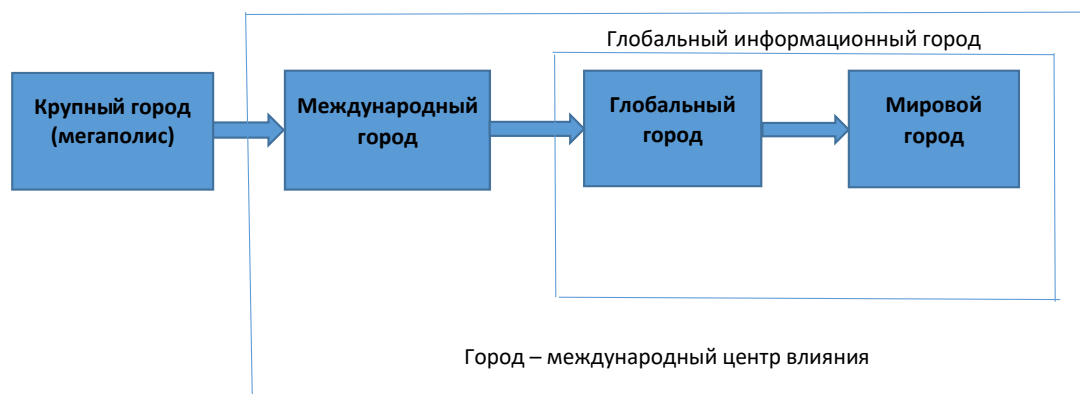 Глобальный информационный город
Крупный город
(мегаполис)
Международный
город
Глобальный
город
Мировой
город
Город – международный центр влияния